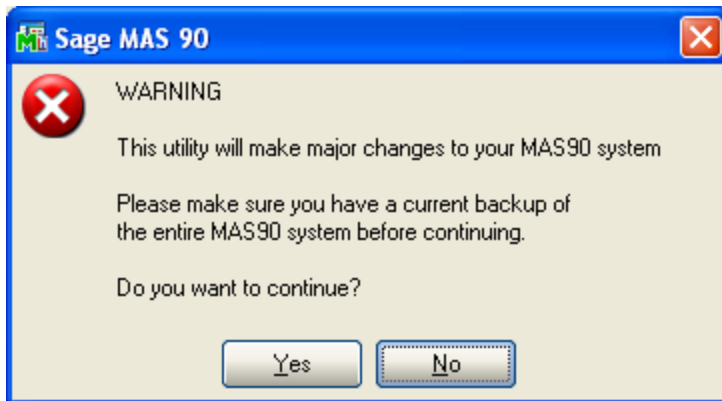 Sage MAS 90
WARNING
This utility will make major changes to your MAS90 system
Please make sure you have a current backup of
the entire MAS90 system before continuing.
Do you want to continue?
Yes
No